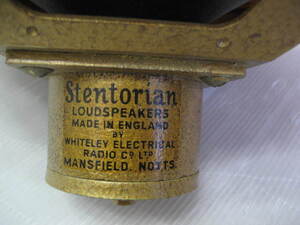 Stentorian
LOUDSPEAKERS
MADE IN ENGLAND
BY
WHITELEY ELECTRICAL
RADIO CO LTD
MANSFIELD. NOTTS.